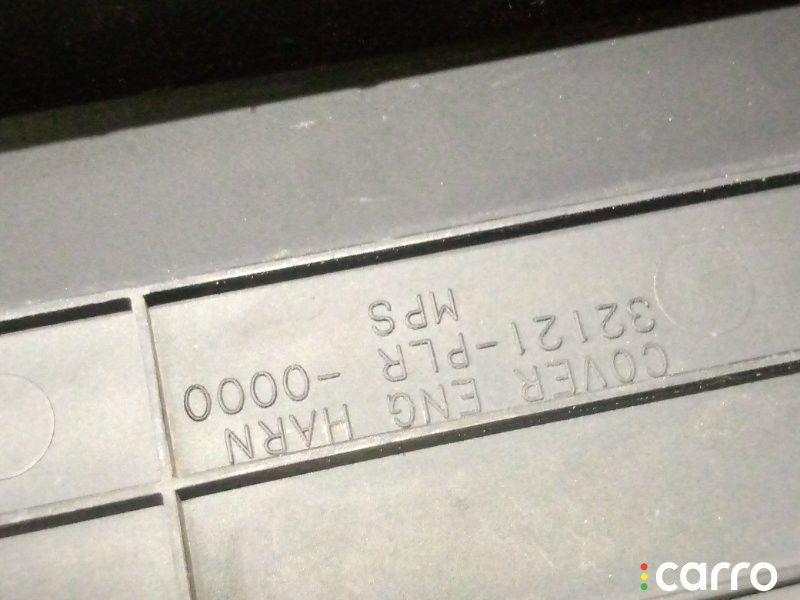 COVER ENG HARN
32121-PLR -0000
MPS
carro